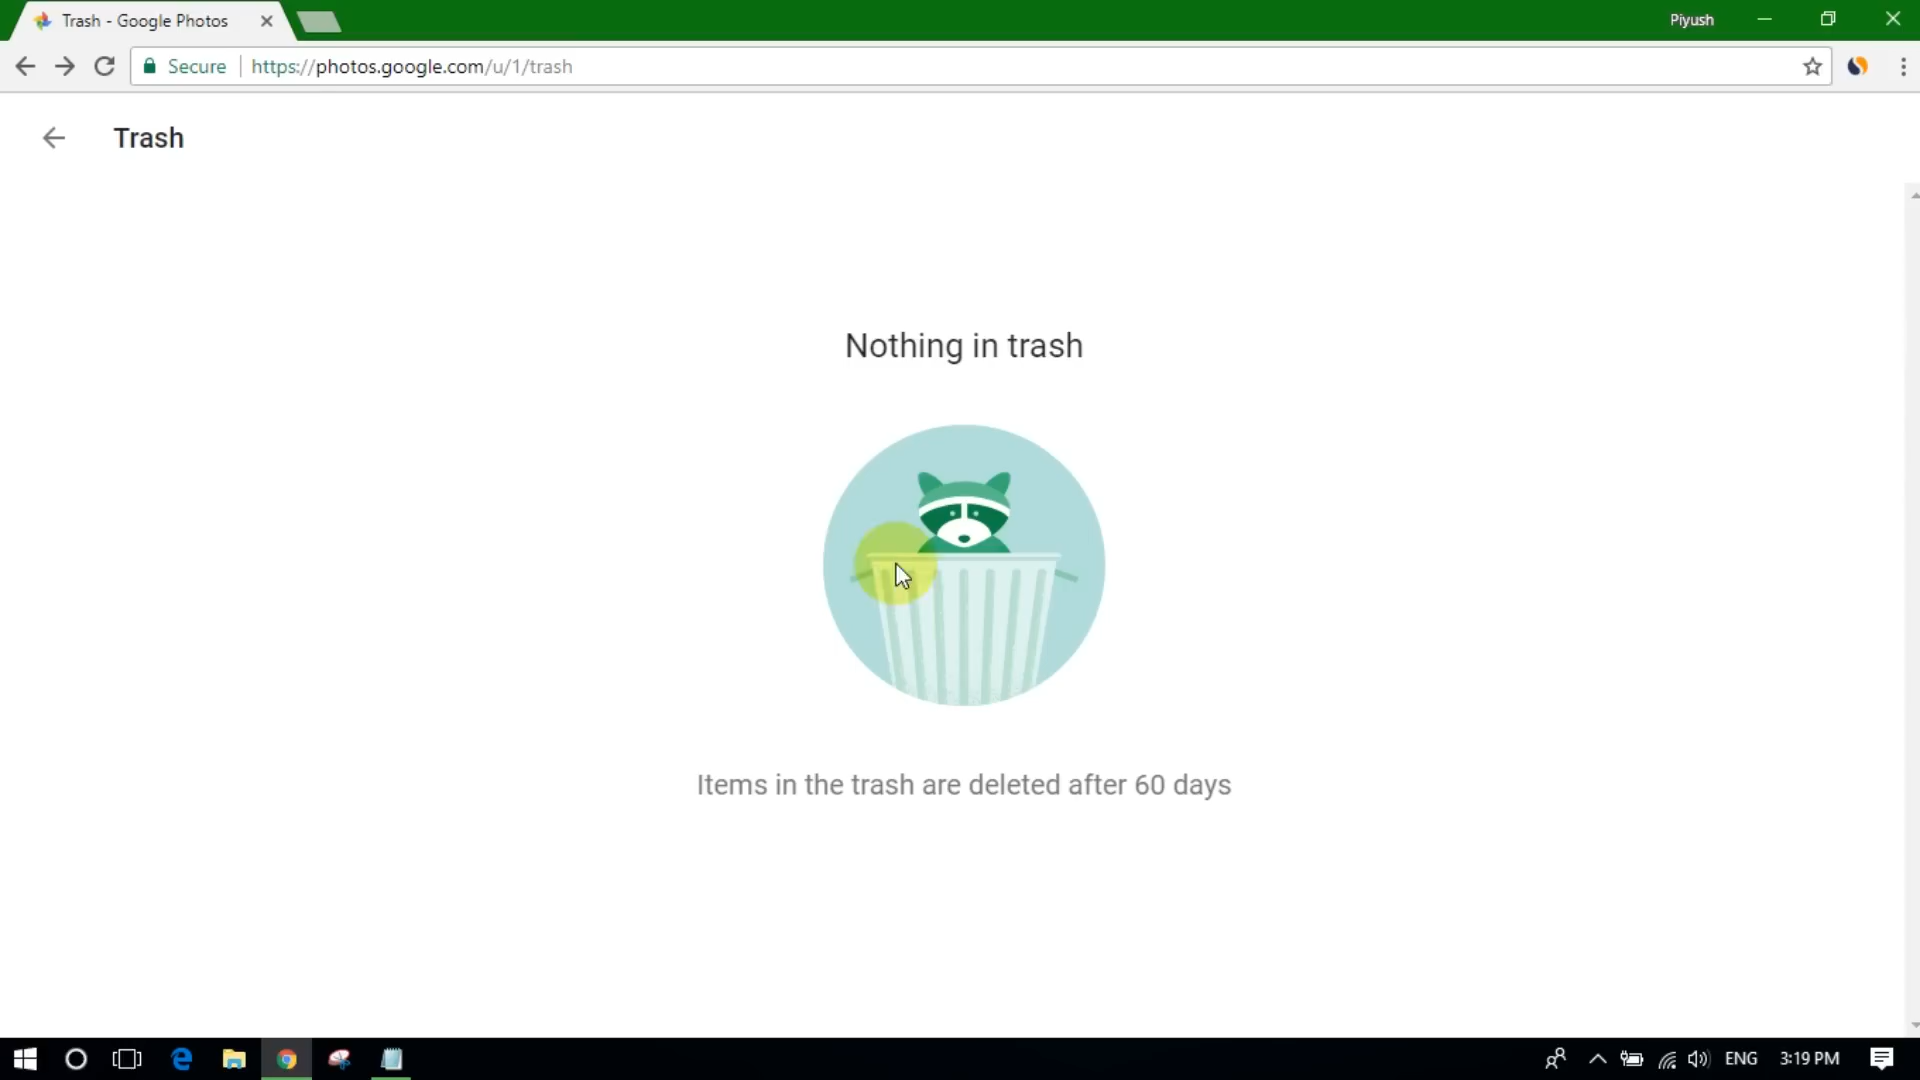 Trash - Google Photos
Piyush
Secure
https://photos.google.com/u/1/trash
Trash
Nothing in trash
Items in the trash are deleted after 60 days
ENG
3:19 PM